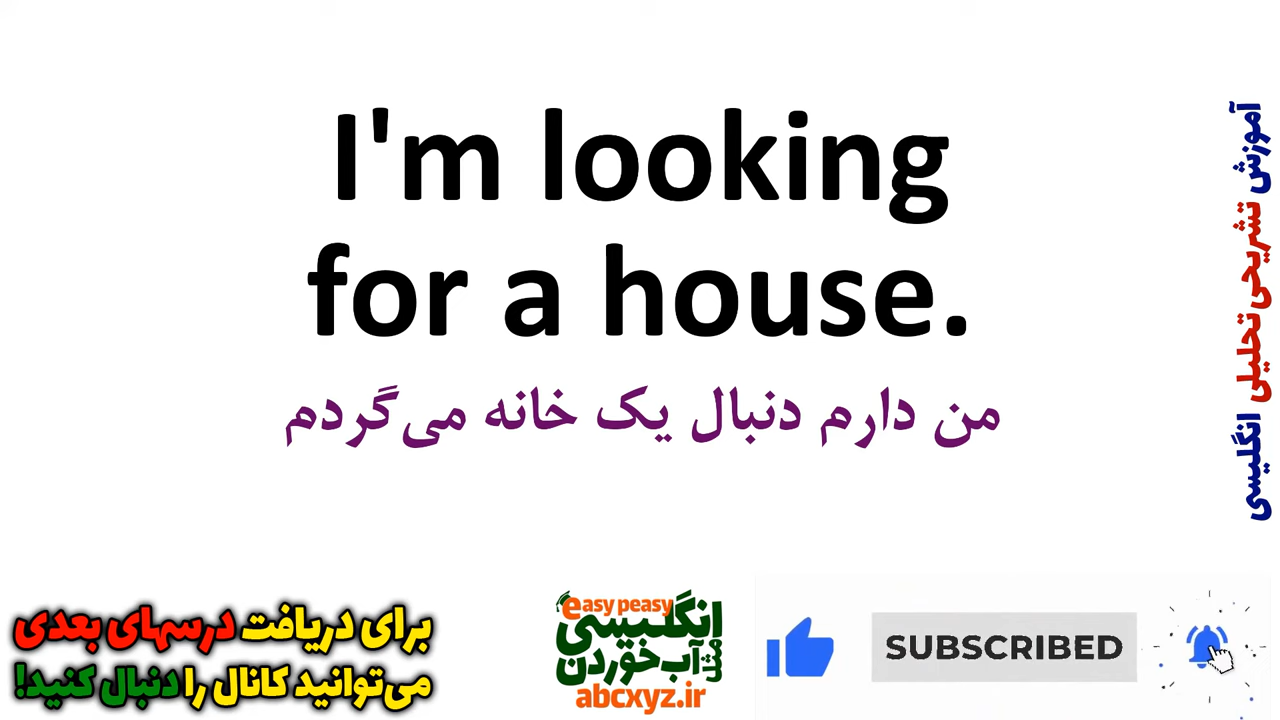 I'm looking
for a house.
من دارم دنبال یک خانه می‌گردم
آموزش تشریحی تحلیلی انگلیسی
برای دریافت درسهای بعدی
می‌توانید کانال را دنبال کنید!
easy peasy
انگلیسی
مثل آب خوردن
abcxyz.ir
SUBSCRIBED